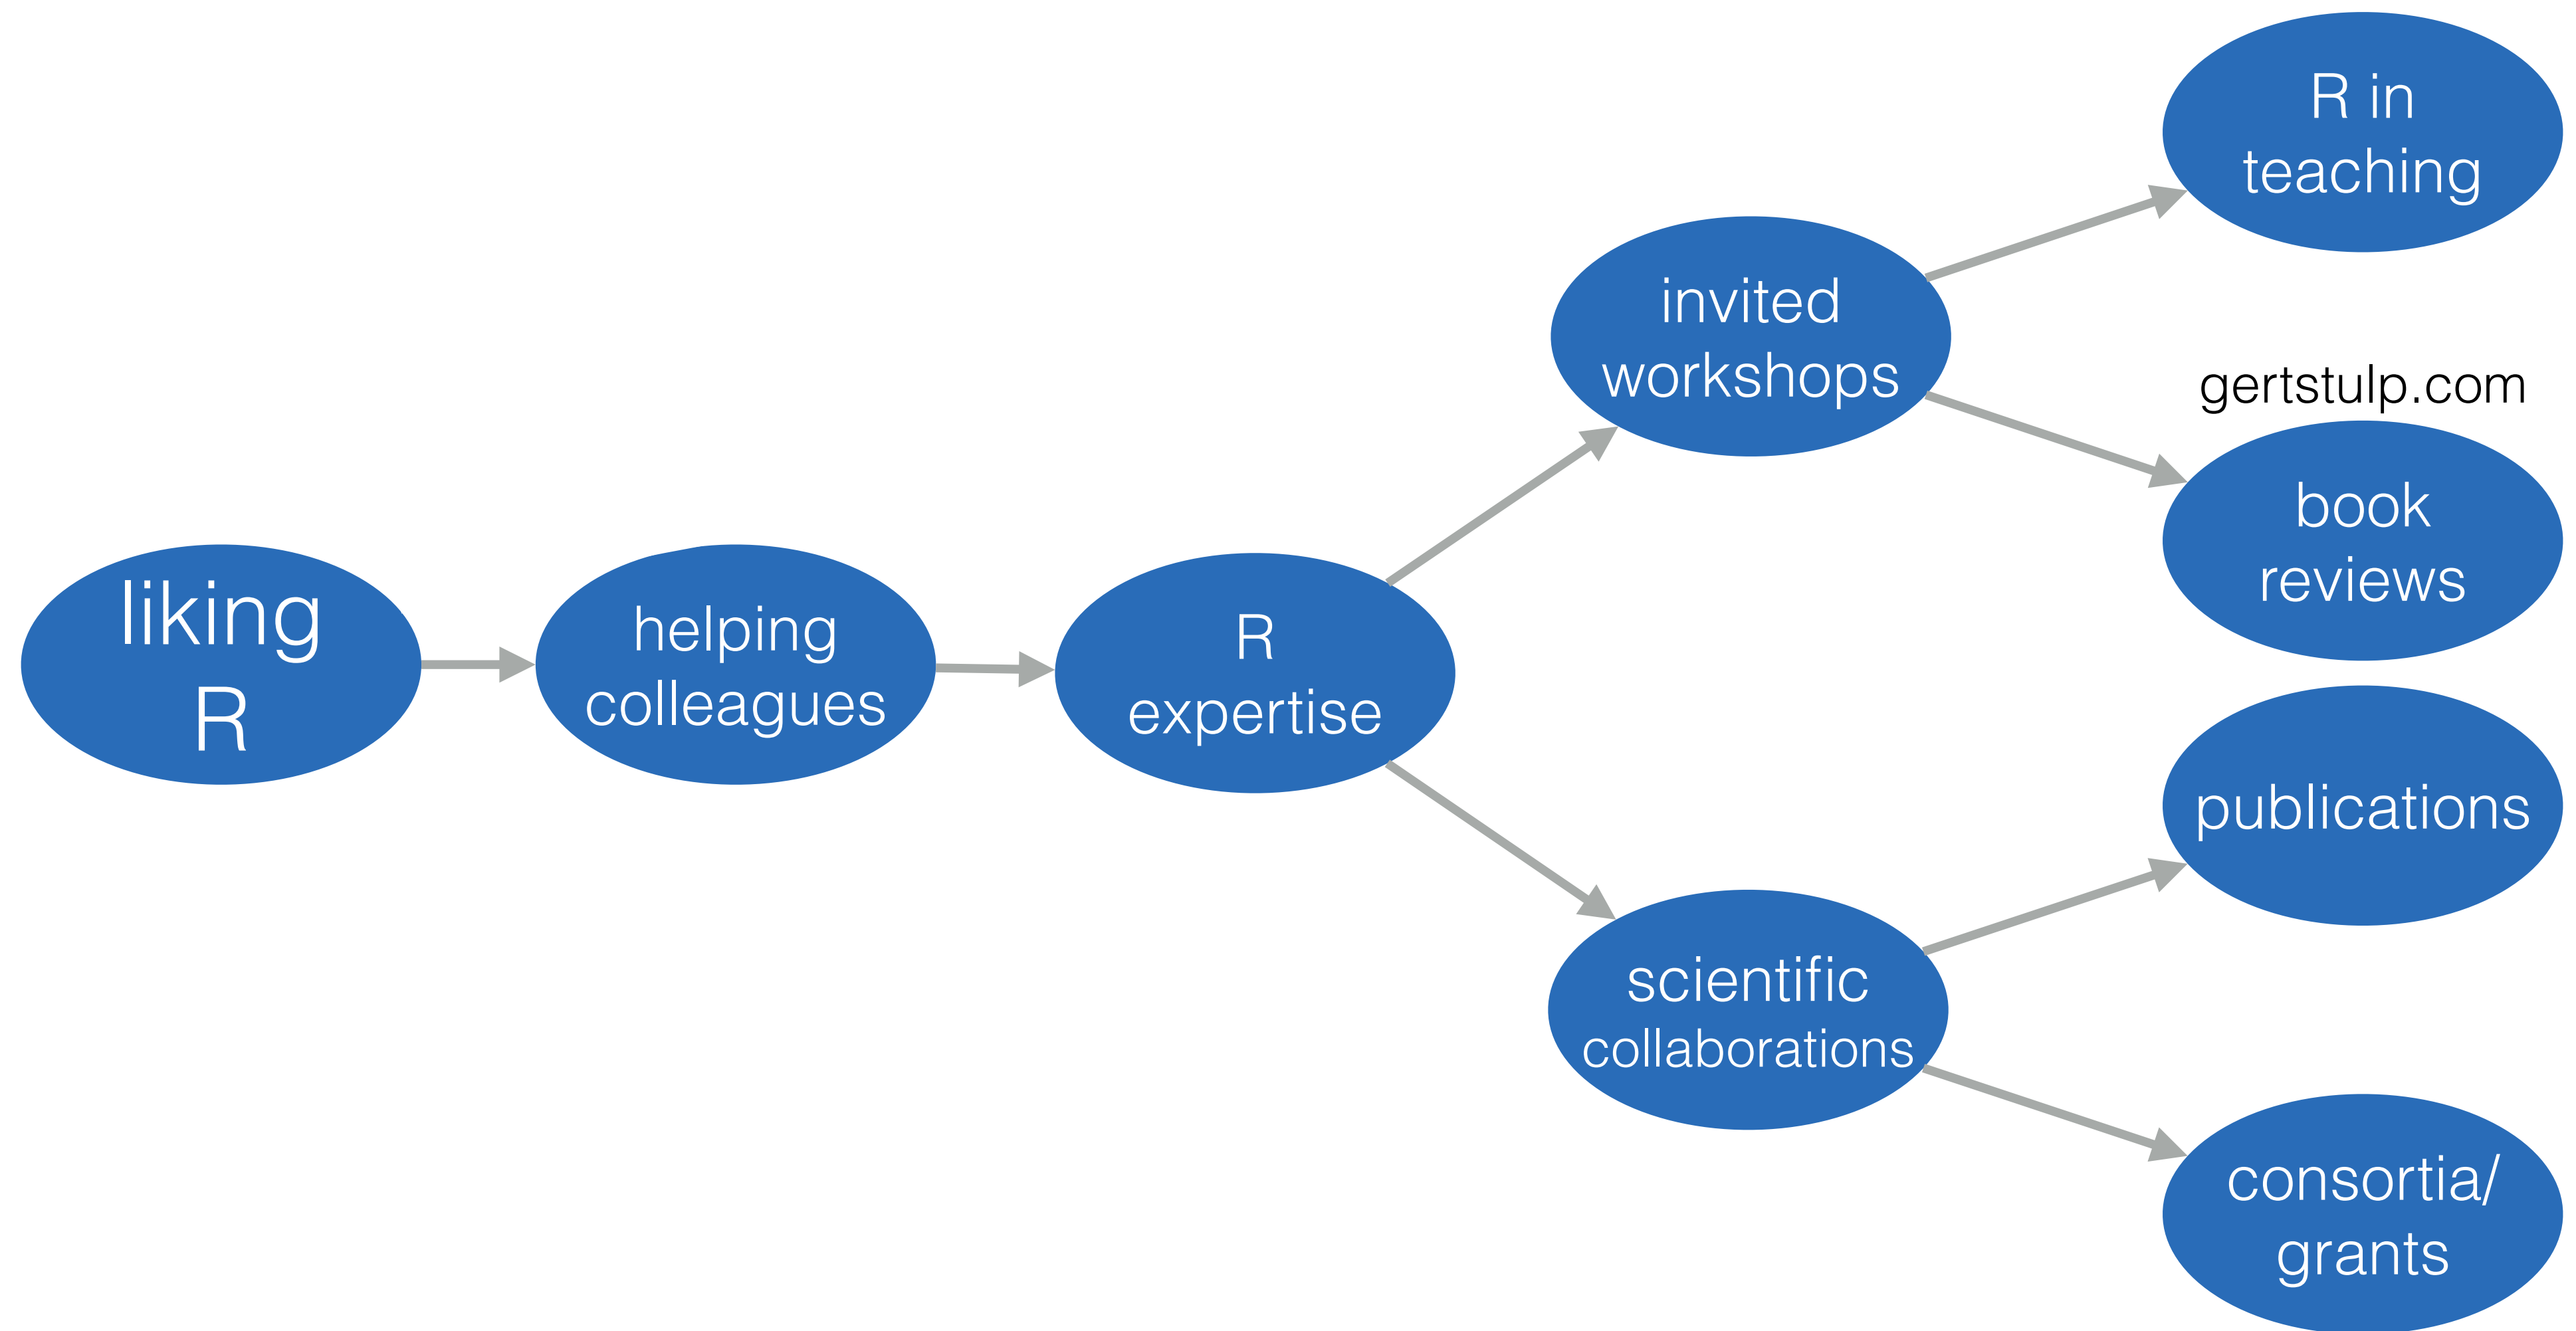 liking
R
helping
colleagues
R
expertise
invited
workshops
scientific
collaborations
R in
teaching
gertstulp.com
book
reviews
publications
consortia/
grants